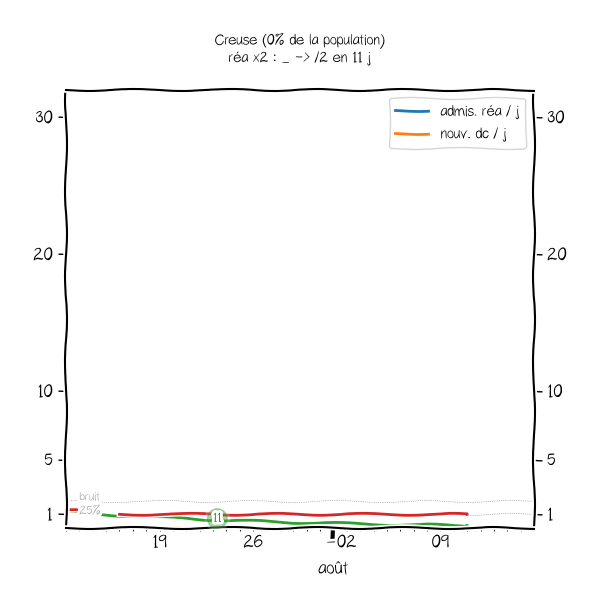 Creuse (0% de la population)
réa x2 : _ -> /2 en 11 j
admis. réa / j
nouv. dc / j
30
30
20
20
10
10
5
5
bruit
25%
11
1
1
19
26
02
09
août